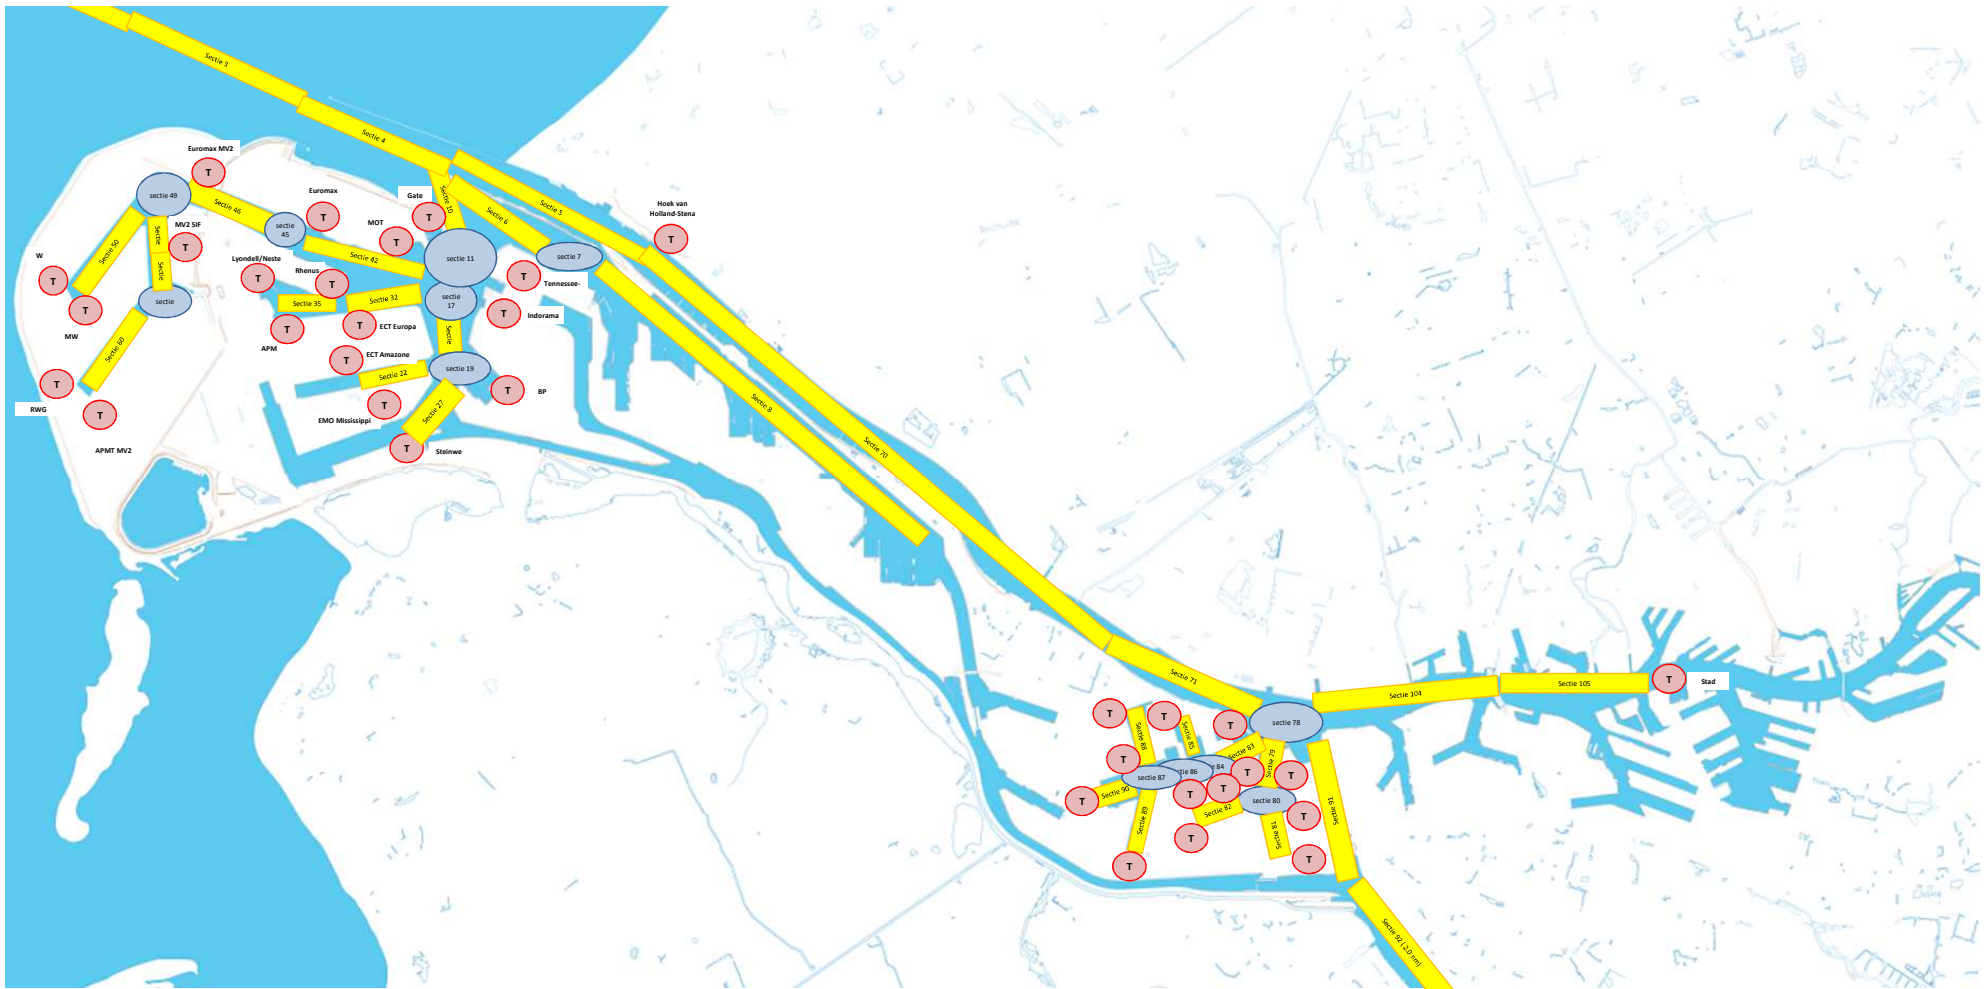 Sectie 3
Sectie 4
Euromax MV2
T
sectie 49
Sectie 46
Euromax
T
Gate
T
Sectie 10
MOT
T
Sectie 6
Sectie 5
Hoek van
Holland-Stena
T
sectie
45
MV2 SIF
T
Sectie
Sectie
Sectie 50
W
T
T
MW
sectie
Sectie 60
T
RWG
T
APMT MV2
Sectie 42
Lyondell/Neste
T
Rhenus
T
Sectie 35
Sectie 32
T
APM
T
ECT Europa
sectie 11
sectie
17
Sectie
sectie 7
T
Tennessee-
T
Indorama
T
ECT Amazone
Sectie 22
sectie 19
T
BP
T
EMO Mississippi
Sectie 27
T
Steinwe
Sectie 8
Sectie 70
Sectie 71
sectie 78
Sectie 104
Sectie 105
T
Stad
T
Sectie 88
T
Sectie 85
T
Sectie 83
Sectie 79
T
sectie 87
86
84
T
T
Sectie 90
T
T
T
Sectie 82
sectie 80
T
Sectie 89
T
Sectie 81
T
T
Sectie 91
Sectie 92 ( 2.0 nm)